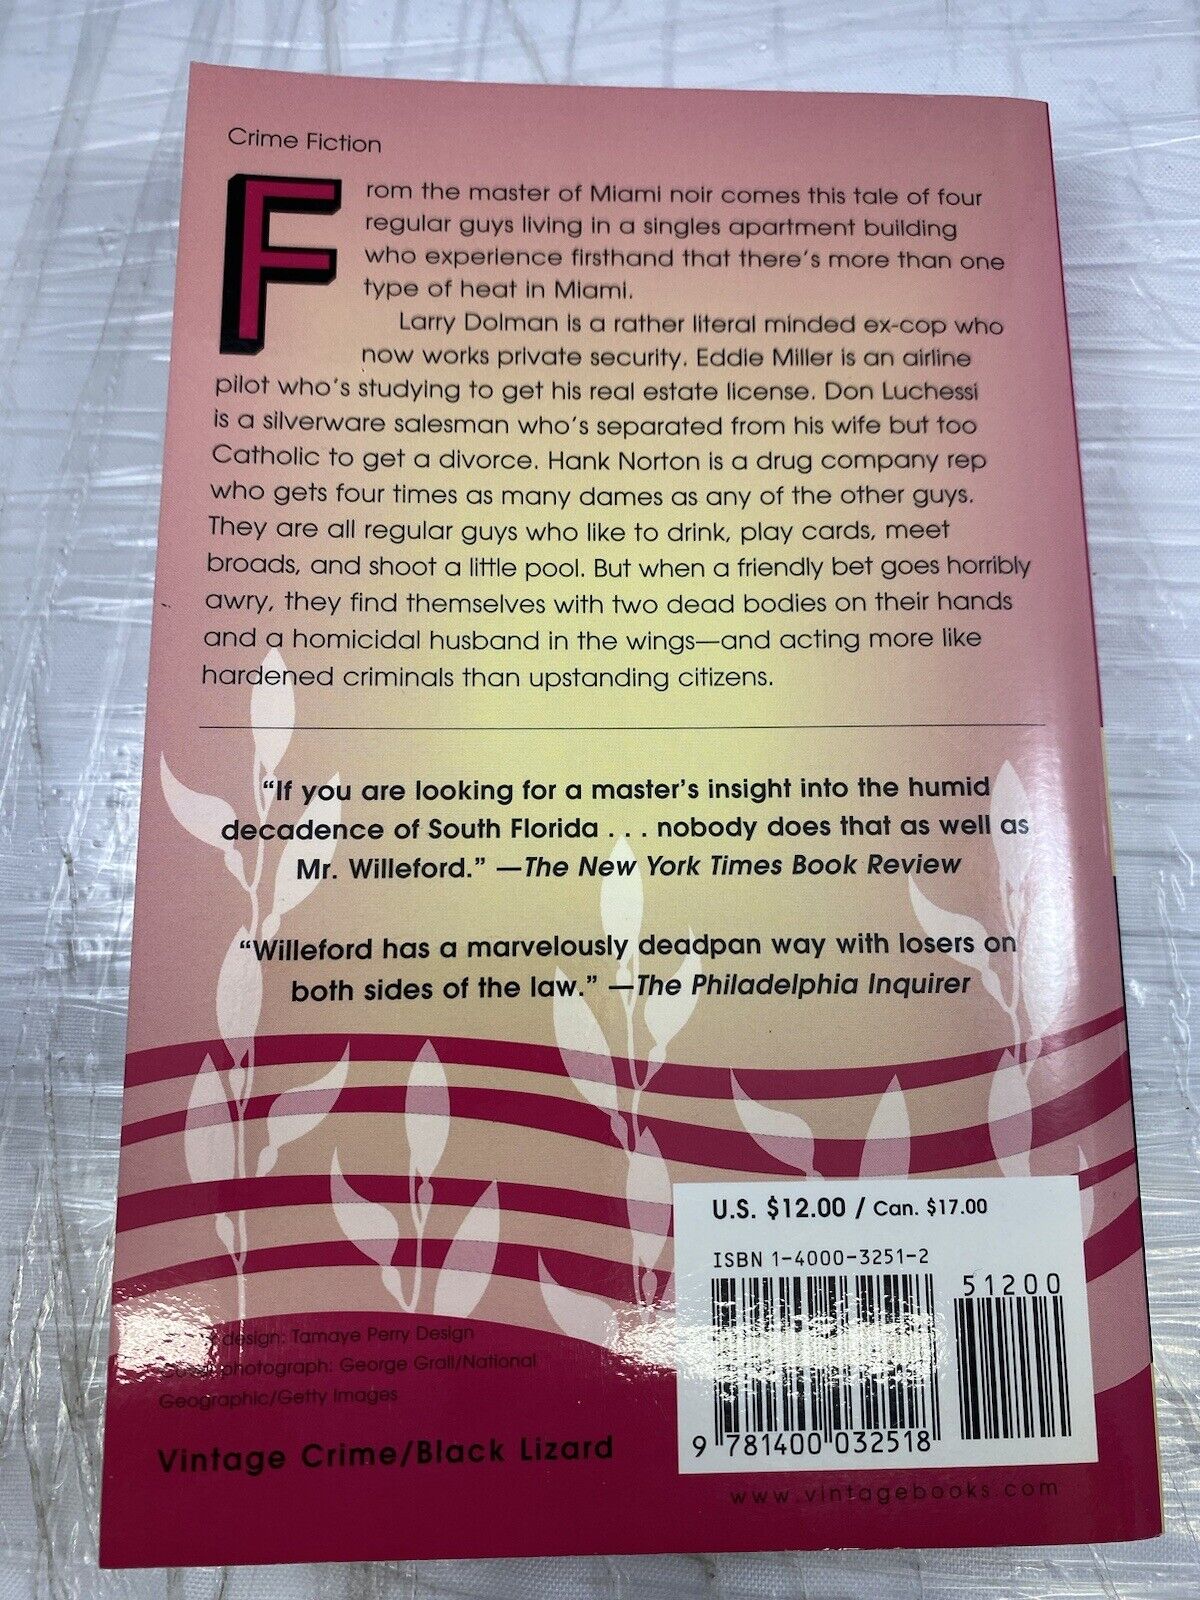 Crime Fiction
From the master of Miami noir comes this tale of four
regular guys living in a singles apartment building
who experience firsthand that there's more than one
type of heat in Miami.
Larry Dolman is a rather literal minded ex-cop who
now works private security. Eddie Miller is an airline
pilot who's studying to get his real estate license. Don Luchessi
is a silverware salesman who's separated from his wife but too
Catholic to get a divorce. Hank Norton is a drug company rep
who gets four times as many dames as any of the other guys.
They are all regular guys who like to drink, play cards, meet
broads, and shoot a little pool. But when a friendly bet goes horribly
awry, they find themselves with two dead bodies on their hands
and a homicidal husband in the wings—and acting more like
hardened criminals than upstanding citizens.
“If you are looking for a master's insight into the humid
decadence of South Florida . . . nobody does that as well as
Mr. Willeford.” —The New York Times Book Review
“Willeford has a marvelously deadpan way with losers on
both sides of the law.” —The Philadelphia Inquirer
U.S. $12.00 / Can. $17.00
ISBN 1-4000-3251-2
51200
9 781400 032518
design: Tamaye Perry Design
photograph: George Grall/National
Geographic/Getty Images
Vintage Crime/Black Lizard
www.vintagebooks.com